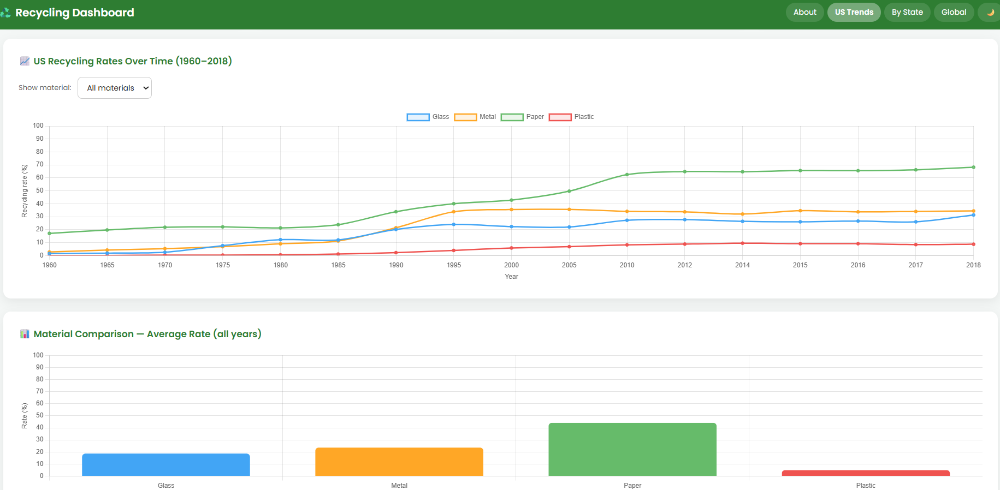 Recycling Dashboard
About
US Trends
By State
Global
US Recycling Rates Over Time (1960–2018)
Show material:
All materials
Glass
Metal
Paper
Plastic
100
90
80
70
60
50
40
30
20
10
0
Recycling rate (%)
1960
1965
1970
1975
1980
1985
1990
1995
2000
2005
2010
2012
2014
2015
2016
2017
2018
Year
Material Comparison — Average Rate (all years)
100
90
80
70
60
50
40
30
20
10
0
Rate (%)
Glass
Metal
Paper
Plastic